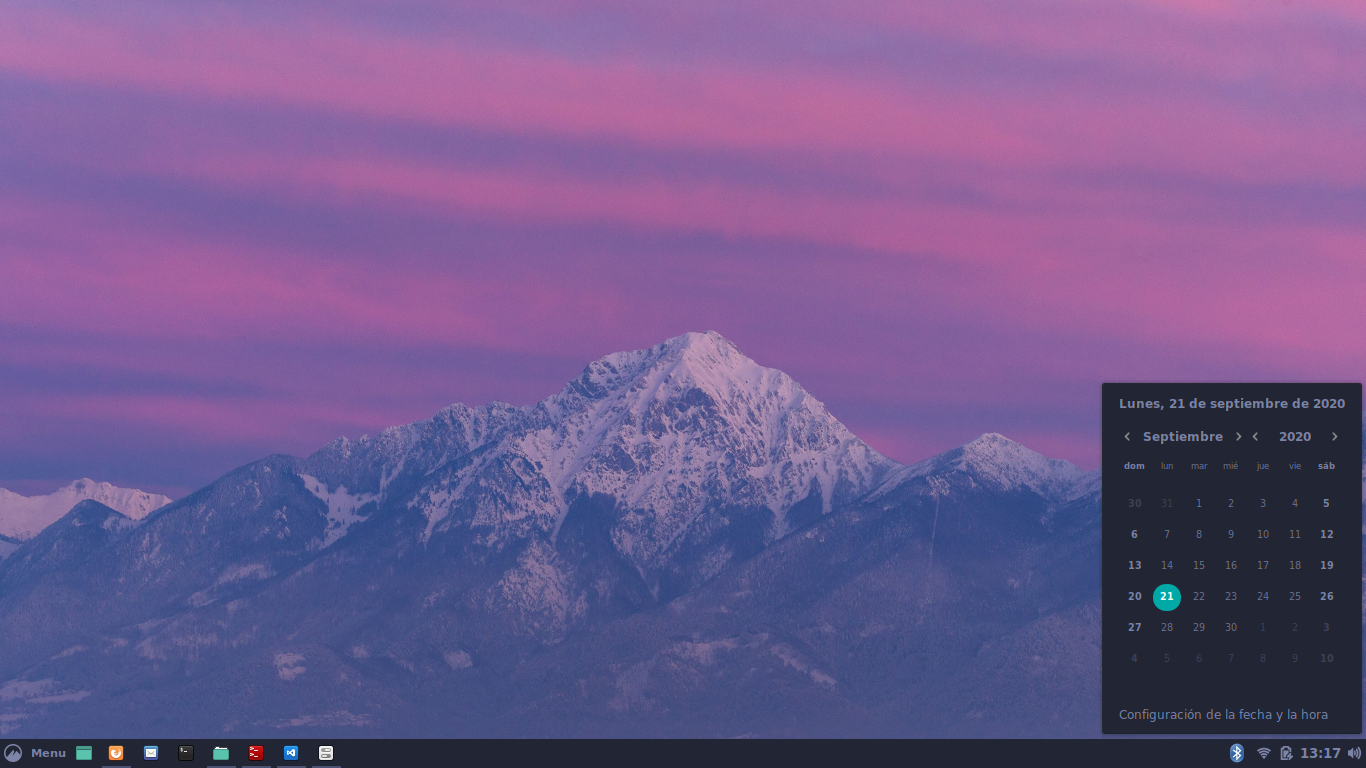 Lunes, 21 de septiembre de 2020
Septiembre 2020
dom lun mar mié jue vie sáb
30 31 1 2 3 4 5
6 7 8 9 10 11 12
13 14 15 16 17 18 19
20 21 22 23 24 25 26
27 28 29 30 1 2 3
4 5 6 7 8 9 10
Configuración de la fecha y la hora
Menu 13:17